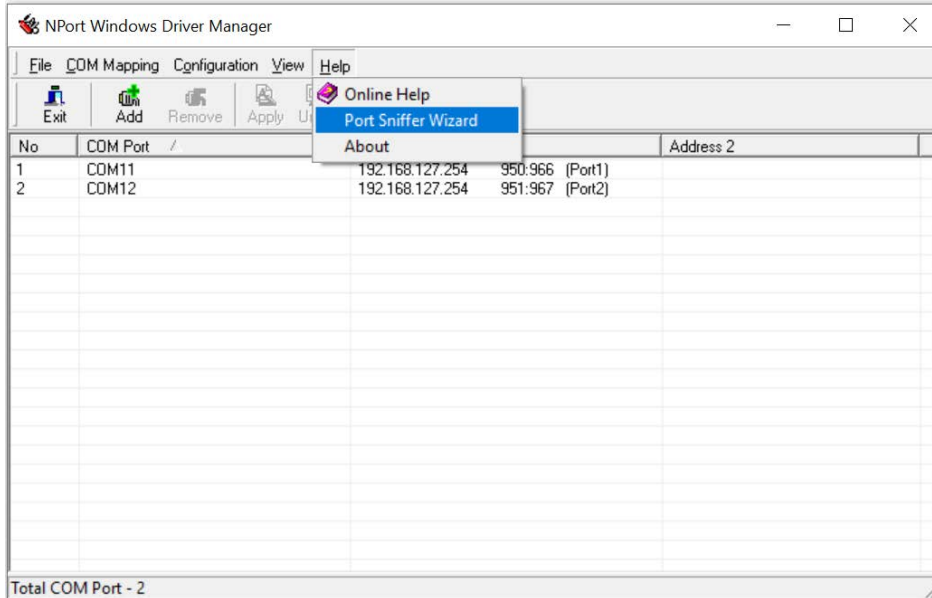 NPort Windows Driver Manager
File COM Mapping Configuration View Help
Exit Add Remove Apply
Online Help
Port Sniffer Wizard
About
No COM Port Address 2
1 COM11 192.168.127.254 950:966 (Port1)
2 COM12 192.168.127.254 951:967 (Port2)
Total COM Port - 2